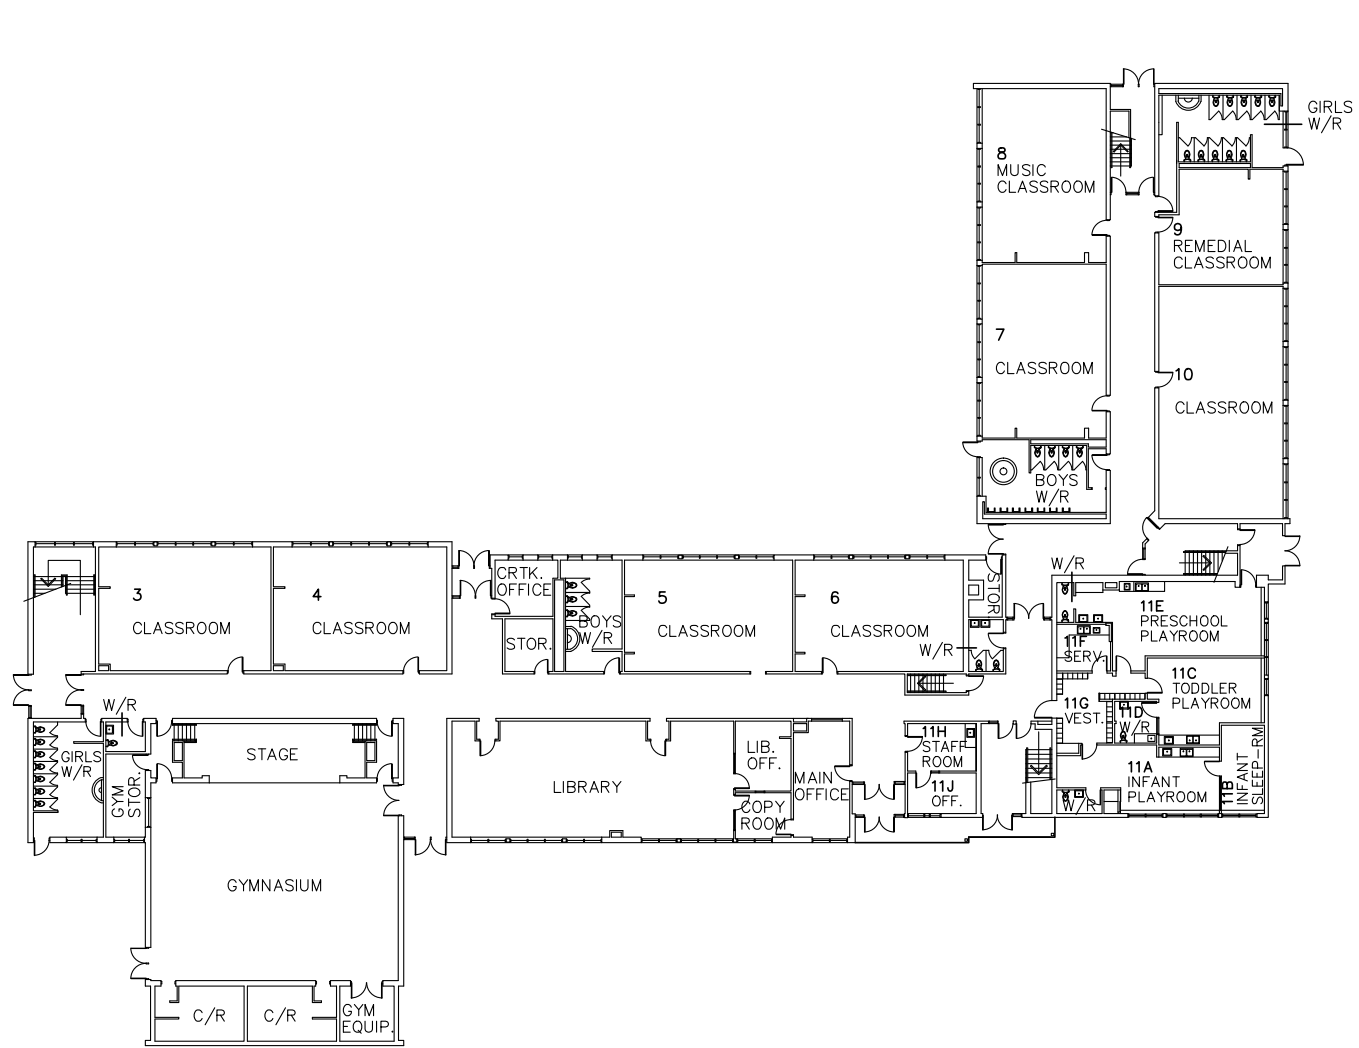 GIRLS
W/R
8
MUSIC
CLASSROOM
9
REMEDIAL
CLASSROOM
7
CLASSROOM
10
CLASSROOM
BOYS
W/R
3
CLASSROOM
4
CLASSROOM
CRTK.
OFFICE
STOR.
BOYS
W/R
5
CLASSROOM
6
CLASSROOM
STOR.
W/R
W/R
11E
PRESCHOOL
PLAYROOM
11F
SERV.
11C
TODDLER
PLAYROOM
11G
VEST.
11D
W/R
11A
INFANT
PLAYROOM
W/R
11B
INFANT
SLEEP-RM
11H
STAFF
ROOM
11J
OFF.
W/R
GIRLS
W/R
GYM
STOR.
STAGE
LIBRARY
LIB.
OFF.
COPY
ROOM
MAIN
OFFICE
GYMNASIUM
C/R
C/R
GYM
EQUIP.